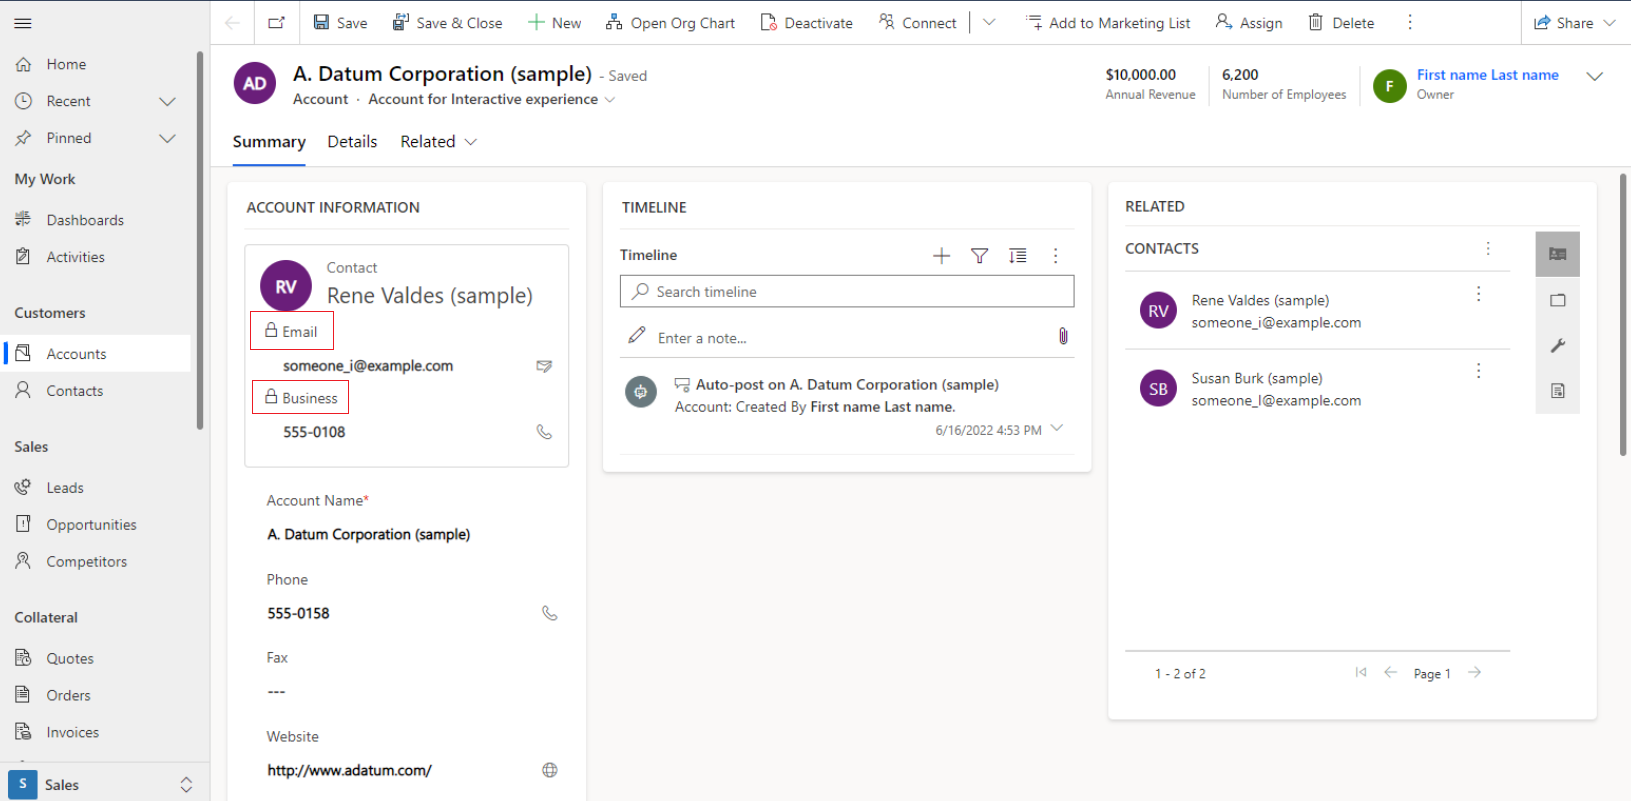 Save
Save & Close
New
Open Org Chart
Deactivate
Connect
Add to Marketing List
Assign
Delete
Share
Home
Recent
Pinned
My Work
Dashboards
Activities
Customers
Accounts
Contacts
Sales
Leads
Opportunities
Competitors
Collateral
Quotes
Orders
Invoices
S Sales
AD
A. Datum Corporation (sample) - Saved
Account · Account for Interactive experience
$10,000.00
Annual Revenue
6,200
Number of Employees
F
First name Last name
Owner
Summary
Details
Related
ACCOUNT INFORMATION
RV
Contact
Rene Valdes (sample)
Email
someone_i@example.com
Business
555-0108
Account Name*
A. Datum Corporation (sample)
Phone
555-0158
Fax
---
Website
http://www.adatum.com/
TIMELINE
Timeline
Search timeline
Enter a note...
Auto-post on A. Datum Corporation (sample)
Account: Created By First name Last name.
6/16/2022 4:53 PM
RELATED
CONTACTS
RV
Rene Valdes (sample)
someone_i@example.com
SB
Susan Burk (sample)
someone_l@example.com
1 - 2 of 2
Page 1